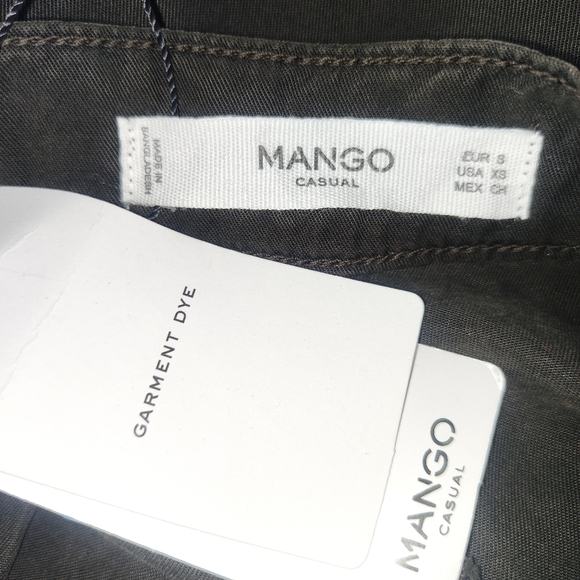 MADE IN
BANGLADESH
MANGO
CASUAL
EUR S
USA XS
MEX CH
GARMENT DYE
MANGO
CASUAL